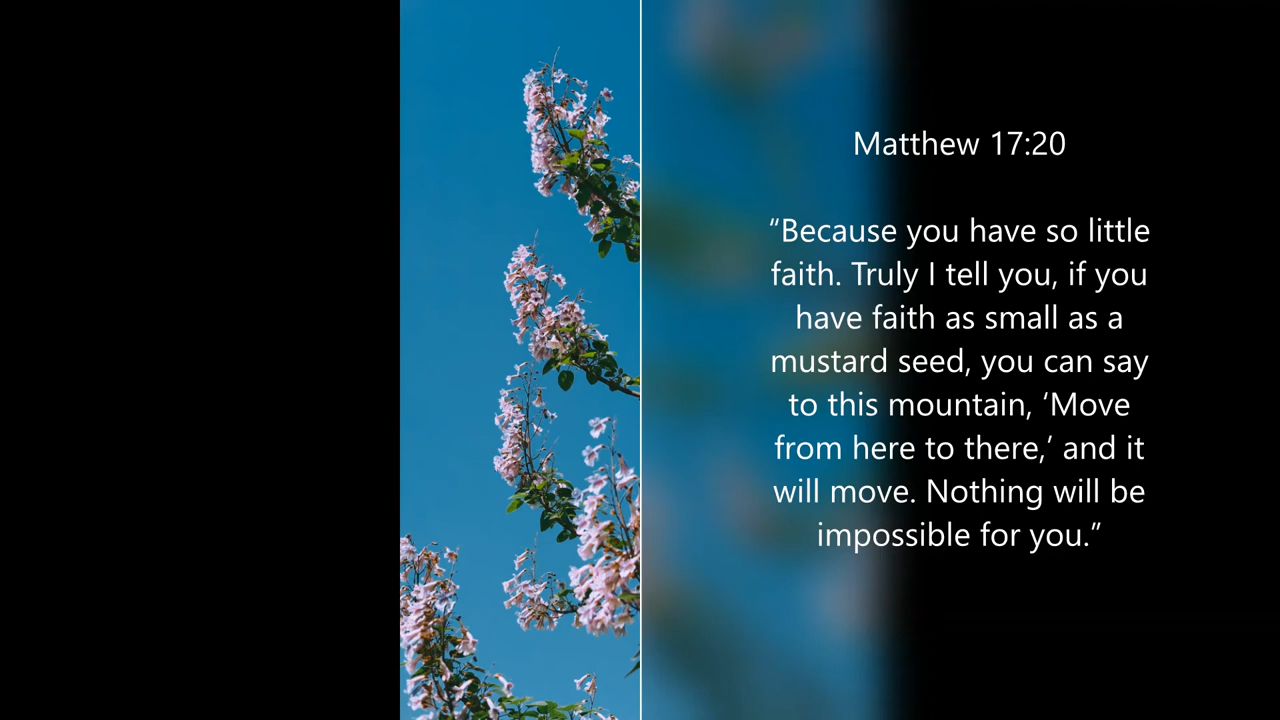 Matthew 17:20
“Because you have so little
faith. Truly I tell you, if you
have faith as small as a
mustard seed, you can say
to this mountain, ‘Move
from here to there,’ and it
will move. Nothing will be
impossible for you.”